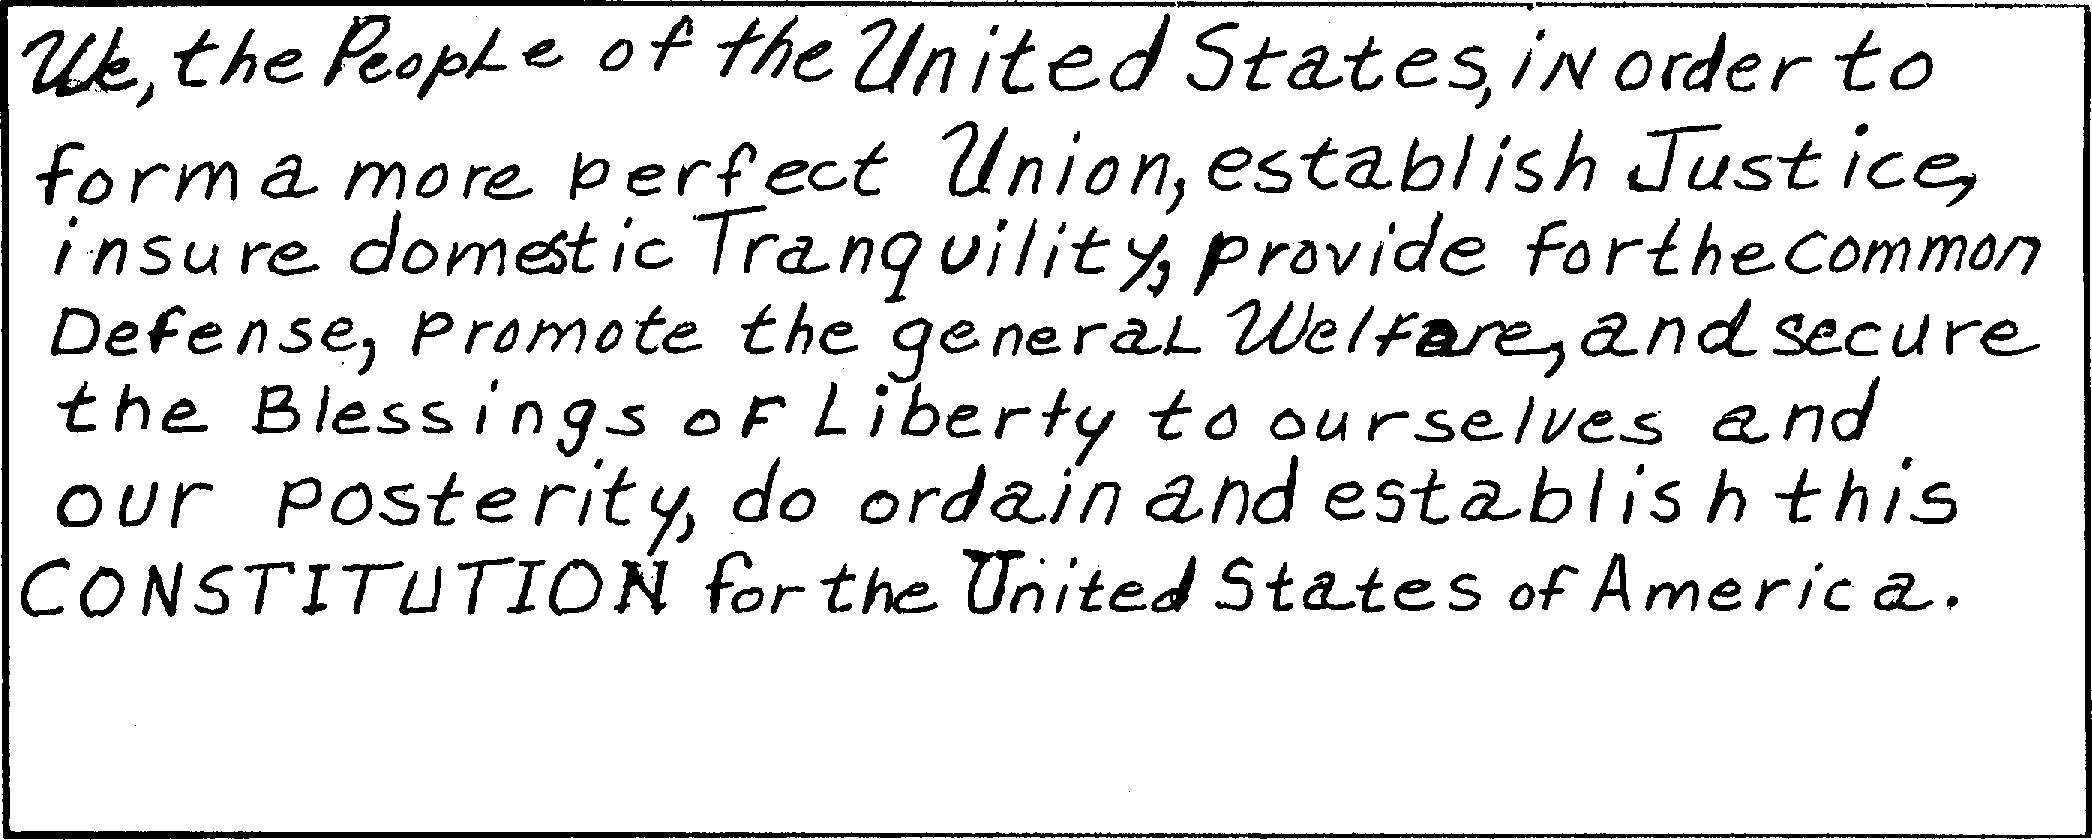 We, the People of the United States, in order to
form a more perfect Union, establish Justice,
insure domestic Tranquility, provide for the common
Defense, promote the general Welfare, and secure
the Blessings of Liberty to ourselves and
our posterity, do ordain and establish this
CONSTITUTION for the United States of America.